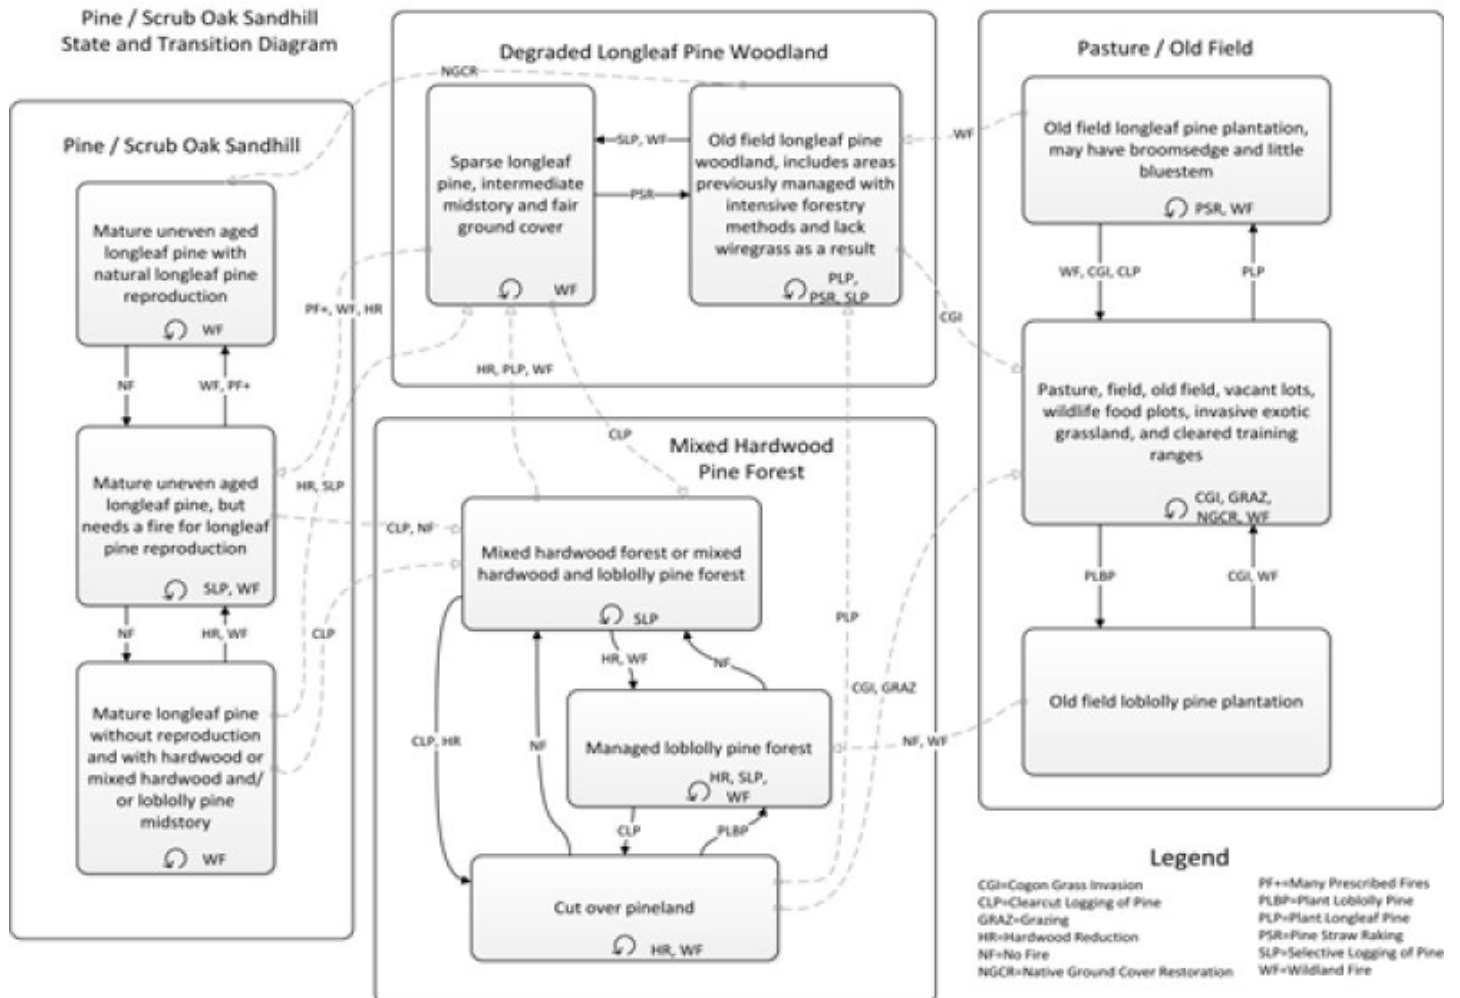 Pine / Scrub Oak Sandhill
State and Transition Diagram
Pine / Scrub Oak Sandhill
Mature uneven aged
longleaf pine with
natural longleaf pine
reproduction
WF
NF
WF, PF+
Mature uneven aged
longleaf pine, but
needs a fire for longleaf
pine reproduction
SLP, WF
NF
HR, WF
Mature longleaf pine
without reproduction
and with hardwood or
mixed hardwood and/
or loblolly pine
midstory
WF
NGCR
PF+, WF, HR
HR, SLP
CLP
CLP, NF
Degraded Longleaf Pine Woodland
Sparse longleaf
pine, intermediate
midstory and fair
ground cover
WF
SLP, WF
PSR
Old field longleaf pine
woodland, includes areas
previously managed with
intensive forestry
methods and lack
wiregrass as a result
PLP,
PSR, SLP
HR, PLP, WF
CLP
WF
CGI
Mixed Hardwood
Pine Forest
Mixed hardwood forest or mixed
hardwood and loblolly pine forest
SLP
HR, WF
NF
CLP, HR
NF
Managed loblolly pine forest
HR, SLP,
WF
CLP
PLBP
Cut over pineland
HR, WF
PLP
CGI, GRAZ
NF, WF
Pasture / Old Field
Old field longleaf pine plantation,
may have broomsedge and little
bluestem
PSR, WF
WF, CGI, CLP
PLP
Pasture, field, old field, vacant lots,
wildlife food plots, invasive exotic
grassland, and cleared training
ranges
CGI, GRAZ,
NGCR, WF
PLBP
CGI, WF
Old field loblolly pine plantation
Legend
CGI=Cogon Grass Invasion
CLP=Clearcut Logging of Pine
GRAZ=Grazing
HR=Hardwood Reduction
NF=No Fire
NGCR=Native Ground Cover Restoration
PF+=Many Prescribed Fires
PLBP=Plant Loblolly Pine
PLP=Plant Longleaf Pine
PSR=Pine Straw Raking
SLP=Selective Logging of Pine
WF=Wildland Fire